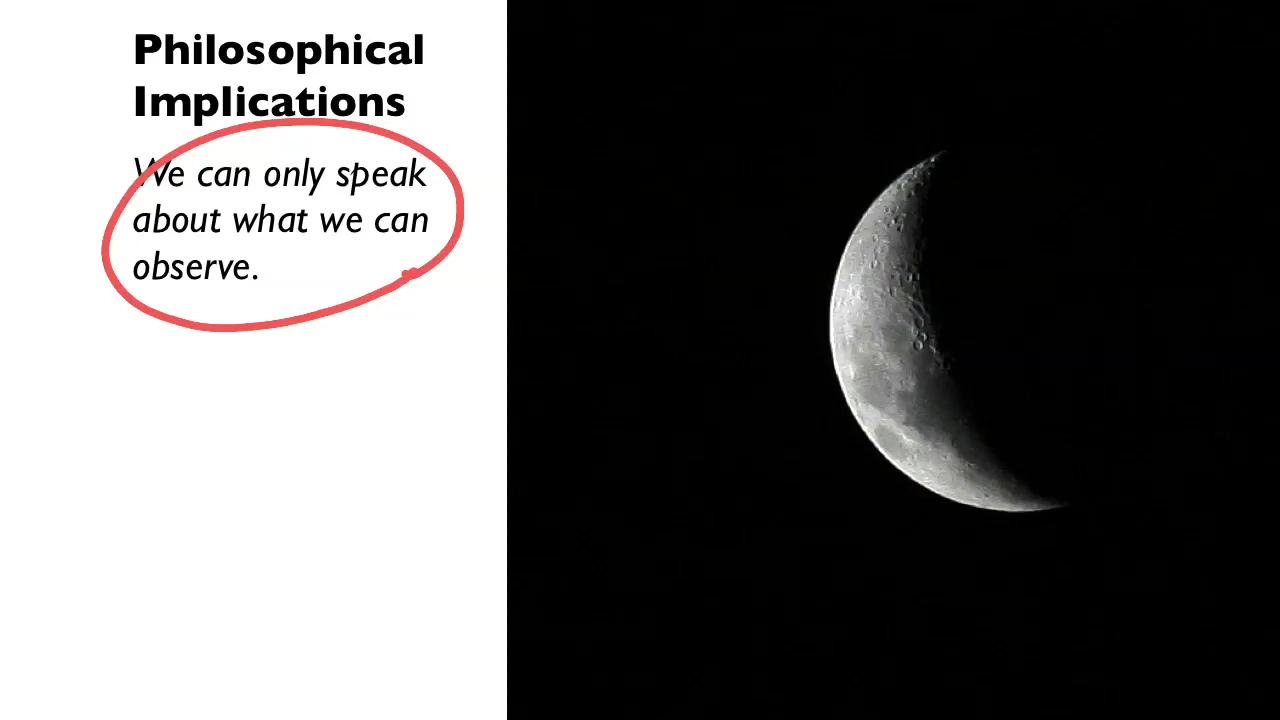 Philosophical
Implications
We can only speak
about what we can
observe.